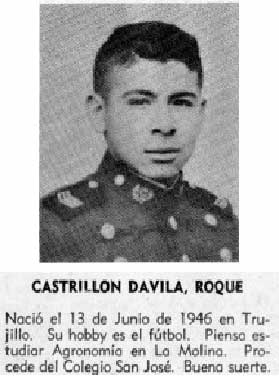 CASTRILLON DAVILA, ROQUE
Nació el 13 de Junio de 1946 en Tru-
jillo. Su hobby es el fútbol. Piensa es-
tudiar Agronomía en La Molina. Pro-
cede del Colegio San José. Buena suerte.